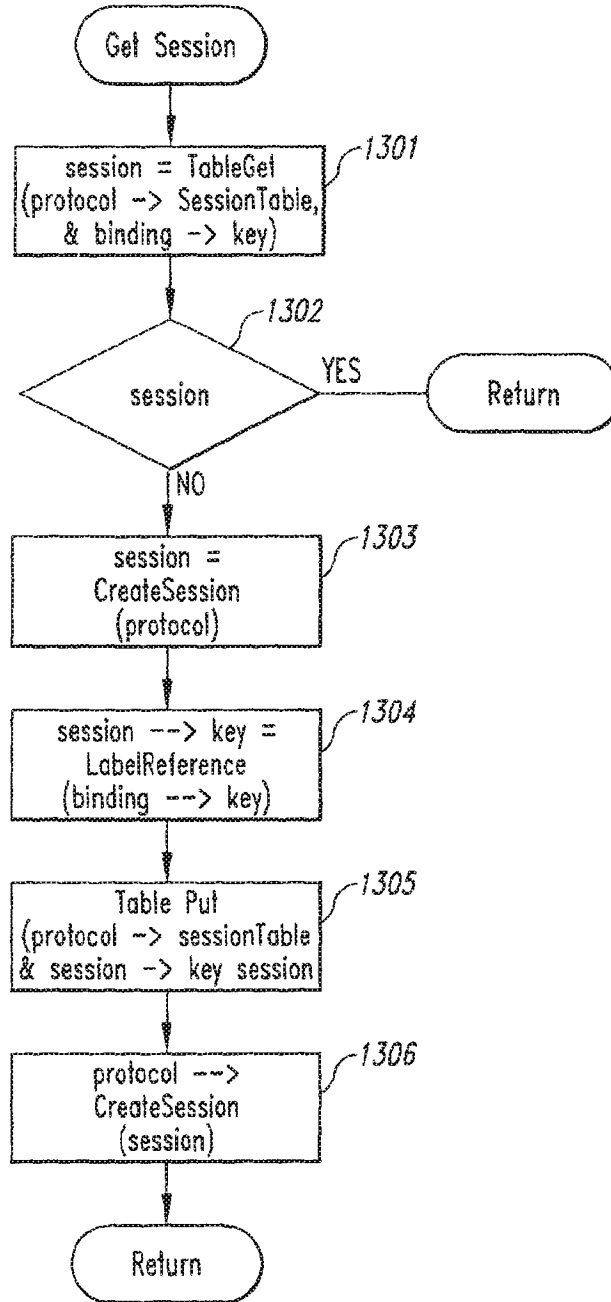 Get Session
1301
session = TableGet
(protocol -> SessionTable,
& binding -> key)
1302
session
YES
Return
NO
1303
session =
CreateSession
(protocol)
1304
session --> key =
LabelReference
(binding --> key)
1305
Table Put
(protocol -> sessionTable
& session -> key session
1306
protocol -->
CreateSession
(session)
Return